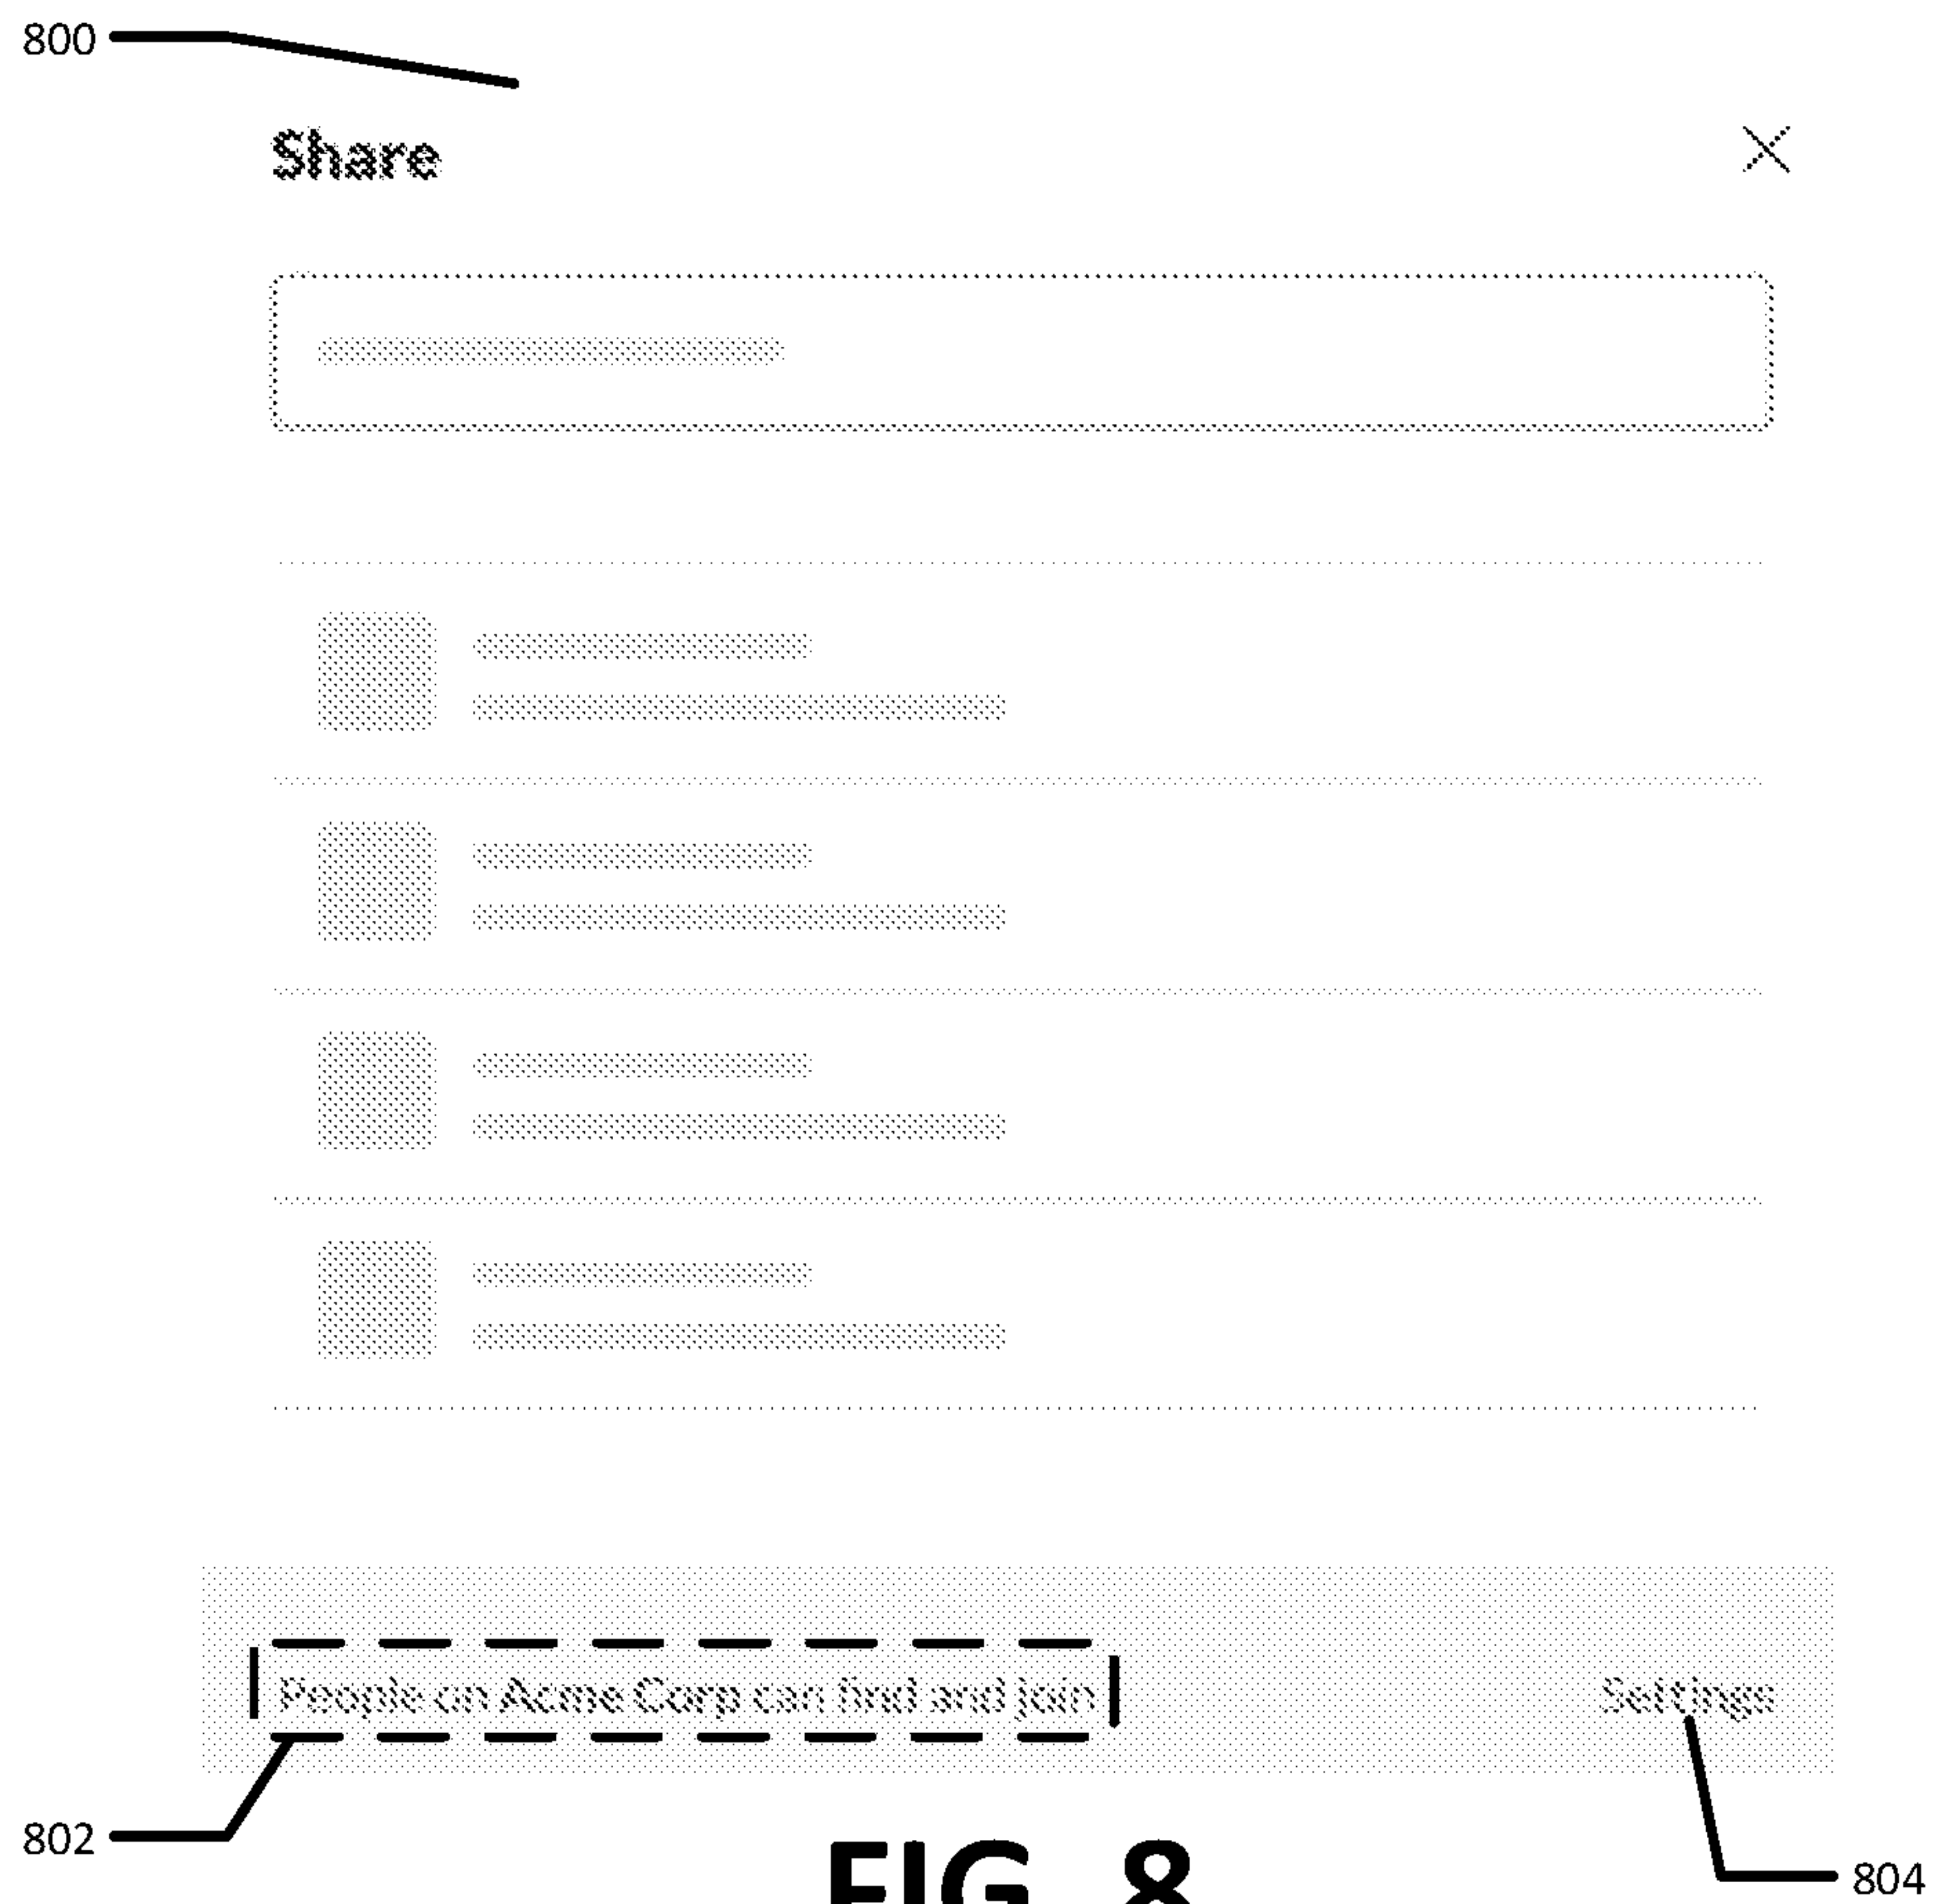 800
Share
People on Acme Corp can find and join
Settings
802
FIG. 8
804